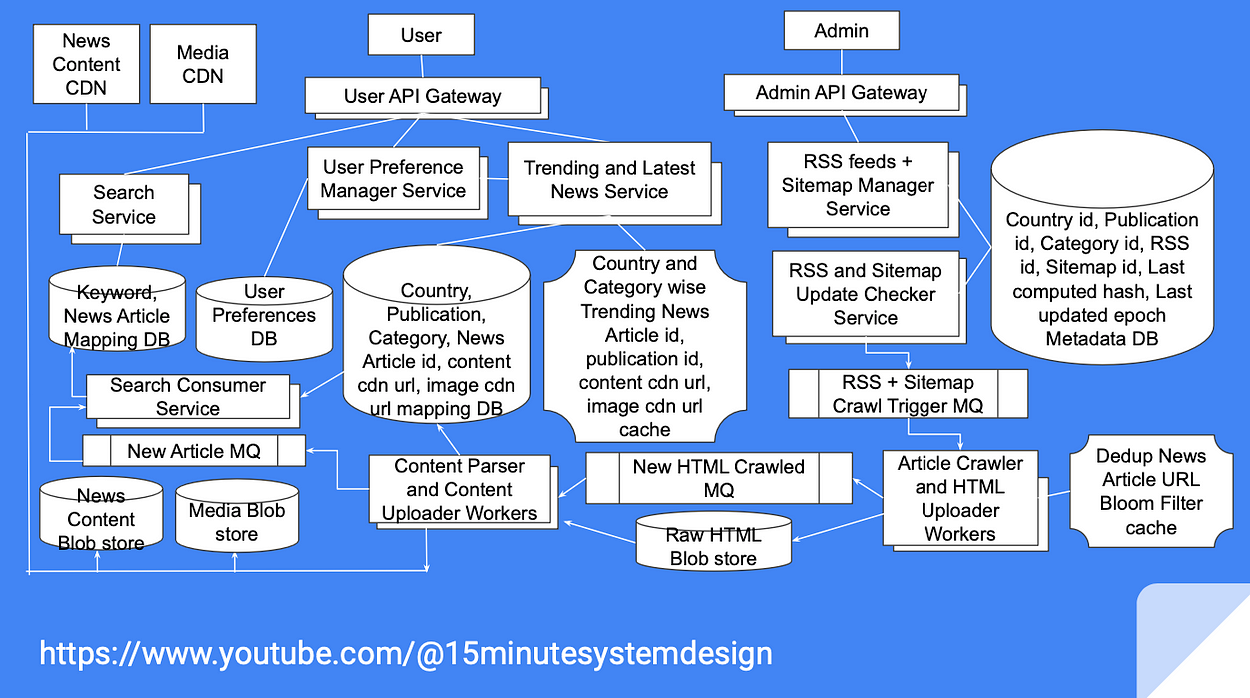 News
Content
CDN
Media
CDN
User
Admin
User API Gateway
Admin API Gateway
Search
Service
User Preference
Manager Service
Trending and Latest
News Service
RSS feeds +
Sitemap Manager
Service
Country id, Publication
id, Category id, RSS
id, Sitemap id, Last
computed hash, Last
updated epoch
Metadata DB
Keyword,
News Article
Mapping DB
User
Preferences
DB
Country,
Publication,
Category, News
Article id, content
cdn url, image cdn
url mapping DB
Country and
Category wise
Trending News
Article id,
publication id,
content cdn url,
image cdn url
cache
RSS and Sitemap
Update Checker
Service
Search Consumer
Service
RSS + Sitemap
Crawl Trigger MQ
New Article MQ
Content Parser
and Content
Uploader Workers
New HTML Crawled
MQ
Article Crawler
and HTML
Uploader
Workers
Dedup News
Article URL
Bloom Filter
cache
News
Content
Blob store
Media Blob
store
Raw HTML
Blob store
https://www.youtube.com/@15minutesystemdesign